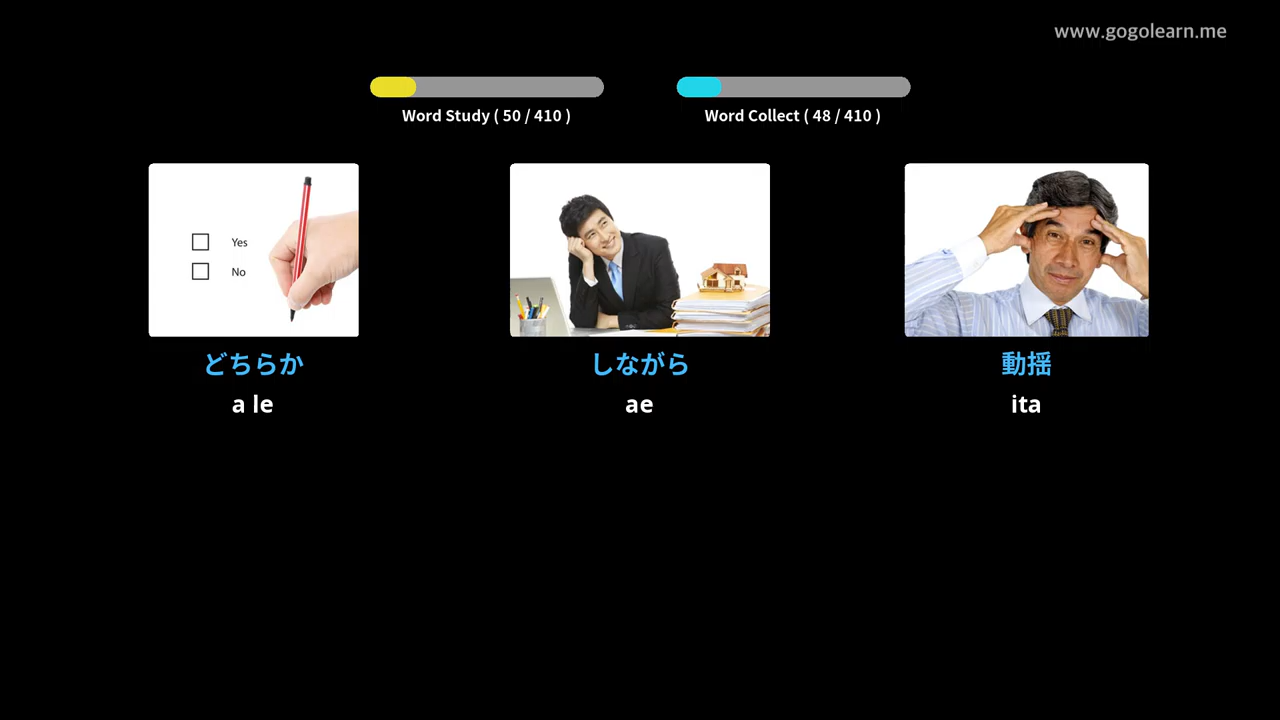 www.gogolearn.me
Word Study ( 50 / 410 )
Word Collect ( 48 / 410 )
Yes
No
どちらか
しながら
動揺
a le
ae
ita